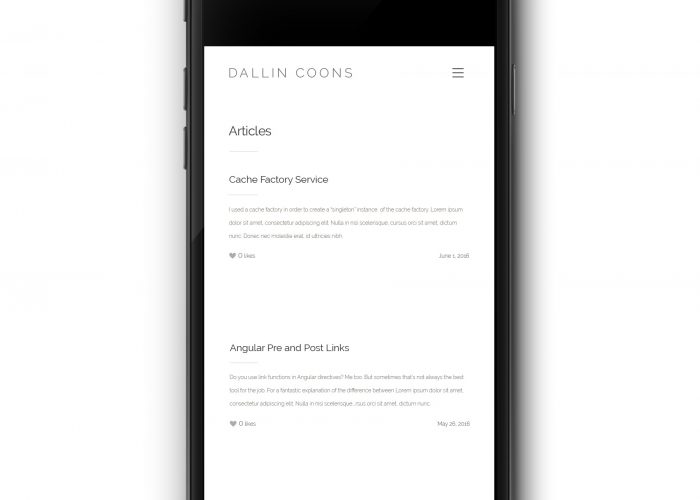 DALLIN COONS
Articles
Cache Factory Service
I used a cache factory in order to create a "singleton" instance of the cache factory. Lorem ipsum
dolor sit amet, consectetur adipiscing elit. Nulla in nisi scelerisque, cursus orci sit amet, dictum
nunc. Donec nec molestie erat, id ultricies nibh
0 likes
June 1, 2016
Angular Pre and Post Links
Do you use link functions in Angular directives? Me too. But sometimes that's not always the best
tool for the job. For a fantastic explanation of the difference between Lorem ipsum dolor sit amet,
consectetur adipiscing elit. Nulla in nisi scelerisque, rsus orci sit amet, dictum nunc.
0 likes
May 26, 2016